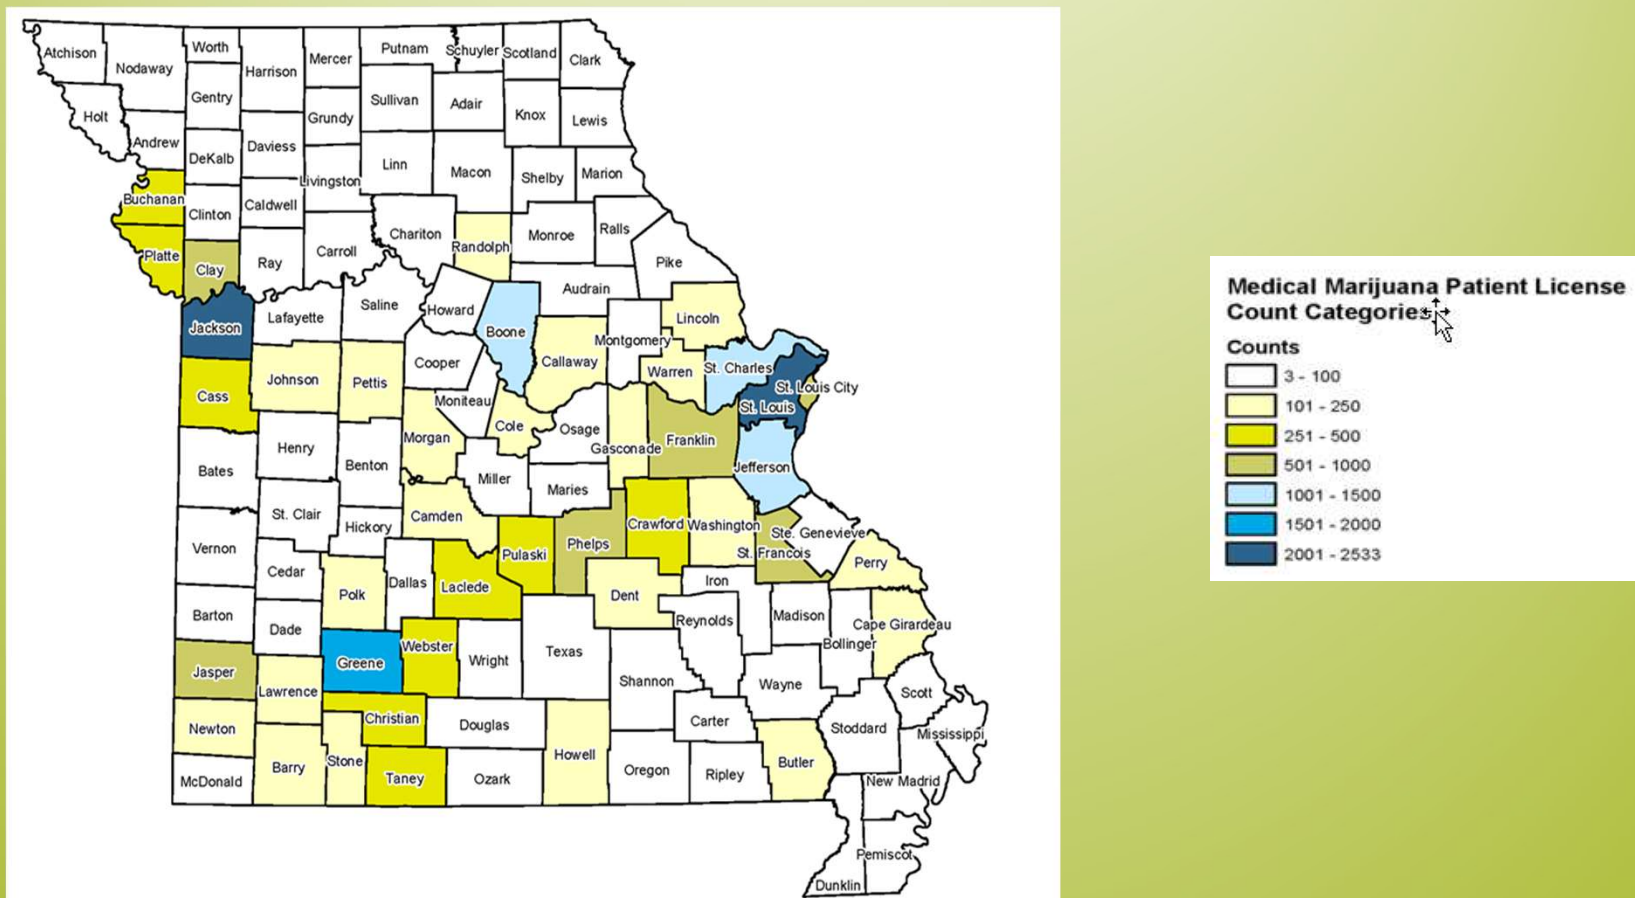 Atchison
Nodaway
Worth
Harrison
Mercer
Putnam
Schuyler
Scotland
Clark
Holt
Andrew
Gentry
DeKalb
Daviess
Grundy
Sullivan
Adair
Knox
Lewis
Livingston
Linn
Macon
Shelby
Marion
Buchanan
Clinton
Caldwell
Platte
Clay
Ray
Carroll
Chariton
Randolph
Monroe
Ralls
Pike
Audrain
Jackson
Lafayette
Saline
Howard
Boone
Callaway
Montgomery
Lincoln
Warren
St. Charles
St. Louis City
St. Louis
Cass
Johnson
Pettis
Cooper
Moniteau
Cole
Osage
Gasconade
Franklin
Jefferson
Bates
Henry
Benton
Morgan
Miller
Maries
Camden
Vernon
St. Clair
Hickory
Pulaski
Phelps
Crawford
Washington
Ste. Genevieve
St. Francois
Perry
Cedar
Polk
Dallas
Laclede
Dent
Iron
Barton
Dade
Reynolds
Madison
Bollinger
Cape Girardeau
Jasper
Greene
Webster
Wright
Texas
Shannon
Wayne
Scott
Lawrence
Christian
Douglas
Carter
Stoddard
Mississippi
Newton
Barry
Stone
Taney
Ozark
Howell
Oregon
Ripley
Butler
New Madrid
McDonald
Pemiscot
Dunklin
Medical Marijuana Patient License
Count Categories
Counts
3 - 100
101 - 250
251 - 500
501 - 1000
1001 - 1500
1501 - 2000
2001 - 2533